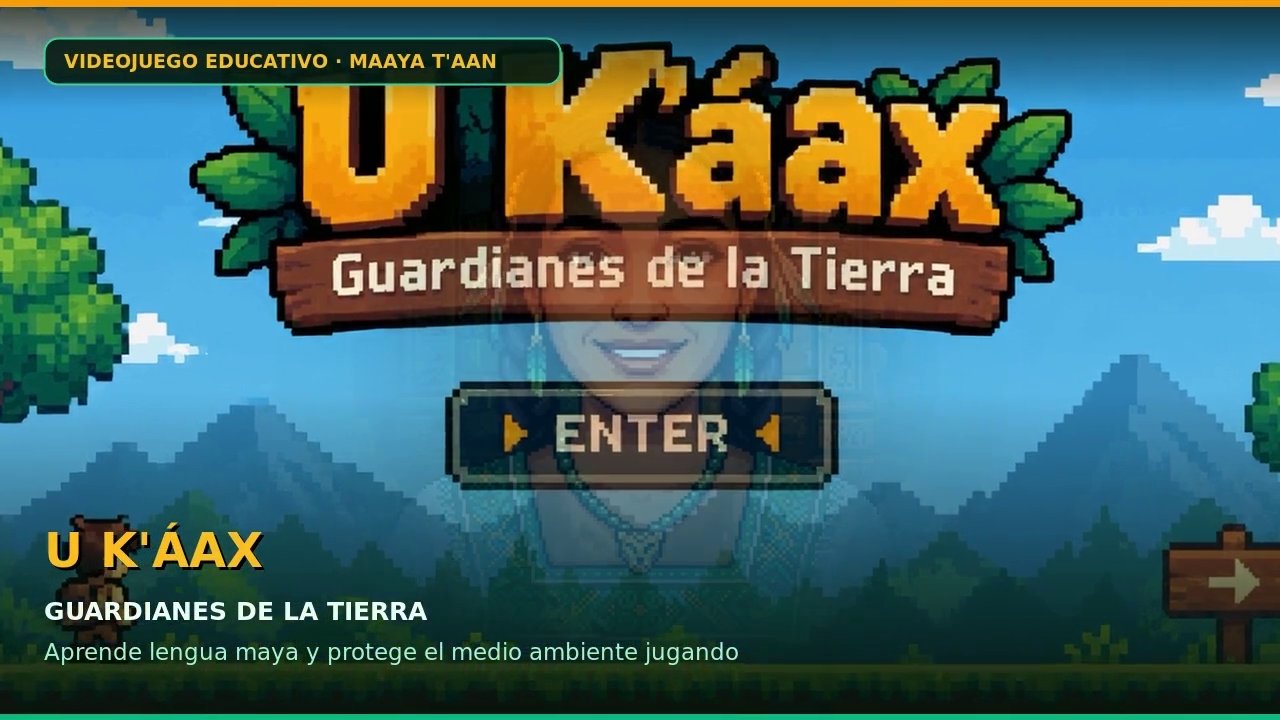 VIDEOJUEGO EDUCATIVO · MAAYA T'AAN
U K'áax
Guardianes de la Tierra
ENTER
U K'ÁAX
GUARDIANES DE LA TIERRA
Aprende lengua maya y protege el medio ambiente jugando